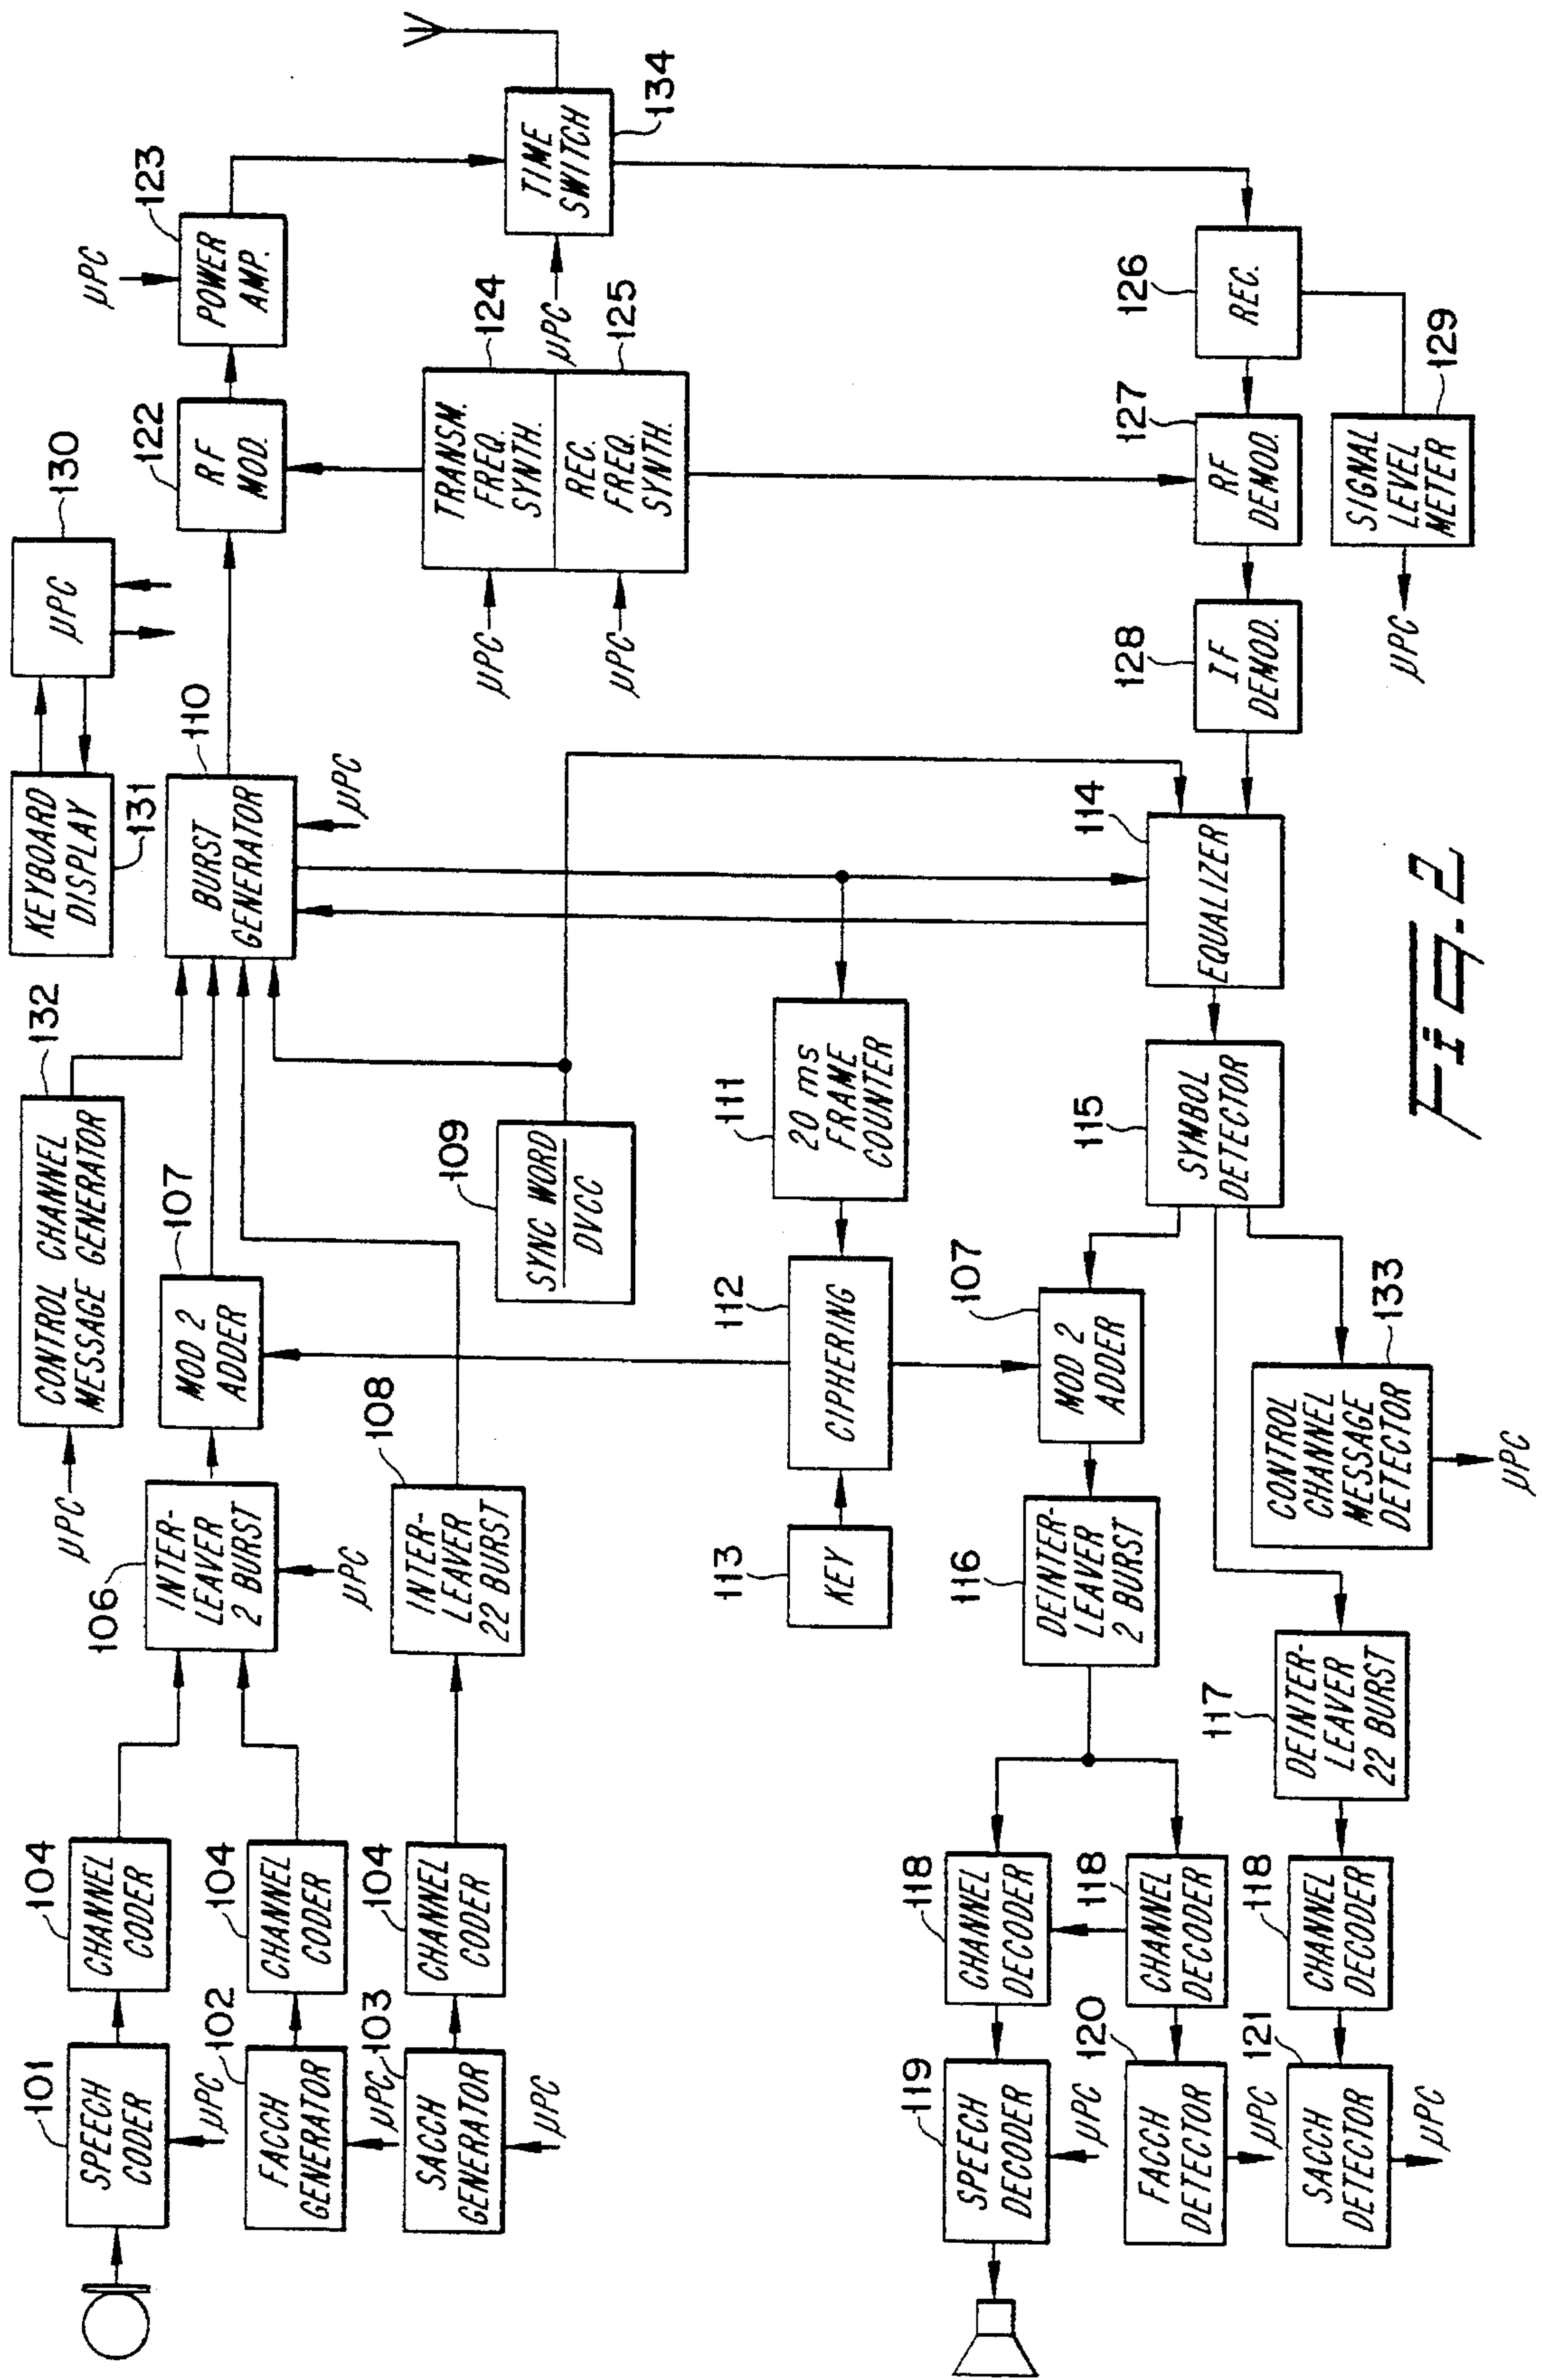 101
SPEECH
CODER
µPC
104
CHANNEL
CODER
102
FACCH
GENERATOR
µPC
104
CHANNEL
CODER
103
SACCH
GENERATOR
µPC
104
CHANNEL
CODER
106
INTER-
LEAVER
2 BURST
µPC
108
INTER-
LEAVER
22 BURST
µPC
132
CONTROL CHANNEL
MESSAGE GENERATOR
107
MOD 2
ADDER
109
SYNC WORD
DVCC
KEYBOARD
DISPLAY
131
130
µPC
110
BURST
GENERATOR
µPC
122
RF
MOD.
µPC
123
POWER
AMP.
124
TRANSM.
FREQ.
SYNTH.
µPC
125
REC.
FREQ.
SYNTH.
µPC
µPC
TIME
SWITCH
134
113
KEY
112
CIPHERING
111
20 ms
FRAME
COUNTER
114
EQUALIZER
128
IF
DEMOD.
127
RF
DEMOD.
126
REC.
SIGNAL
LEVEL
METER
129
µPC
115
SYMBOL
DETECTOR
107
MOD 2
ADDER
133
CONTROL
CHANNEL
MESSAGE
DETECTOR
µPC
116
DEINTER-
LEAVER
2 BURST
117
DEINTER-
LEAVER
22 BURST
118
CHANNEL
DECODER
118
CHANNEL
DECODER
118
CHANNEL
DECODER
119
SPEECH
DECODER
µPC
120
FACCH
DETECTOR
µPC
121
SACCH
DETECTOR
µPC
Fig. 2